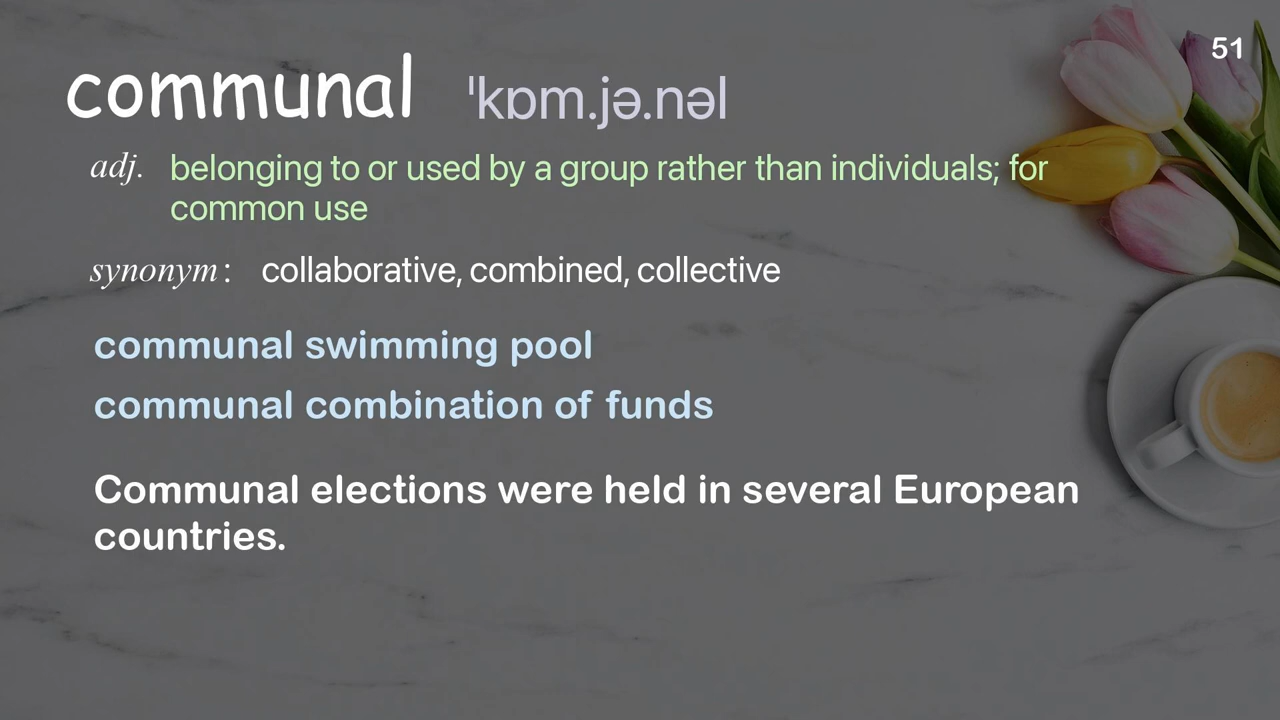 51
communal ˈkɒm.jə.nəl
adj. belonging to or used by a group rather than individuals; for
common use
synonym: collaborative, combined, collective
communal swimming pool
communal combination of funds
Communal elections were held in several European
countries.